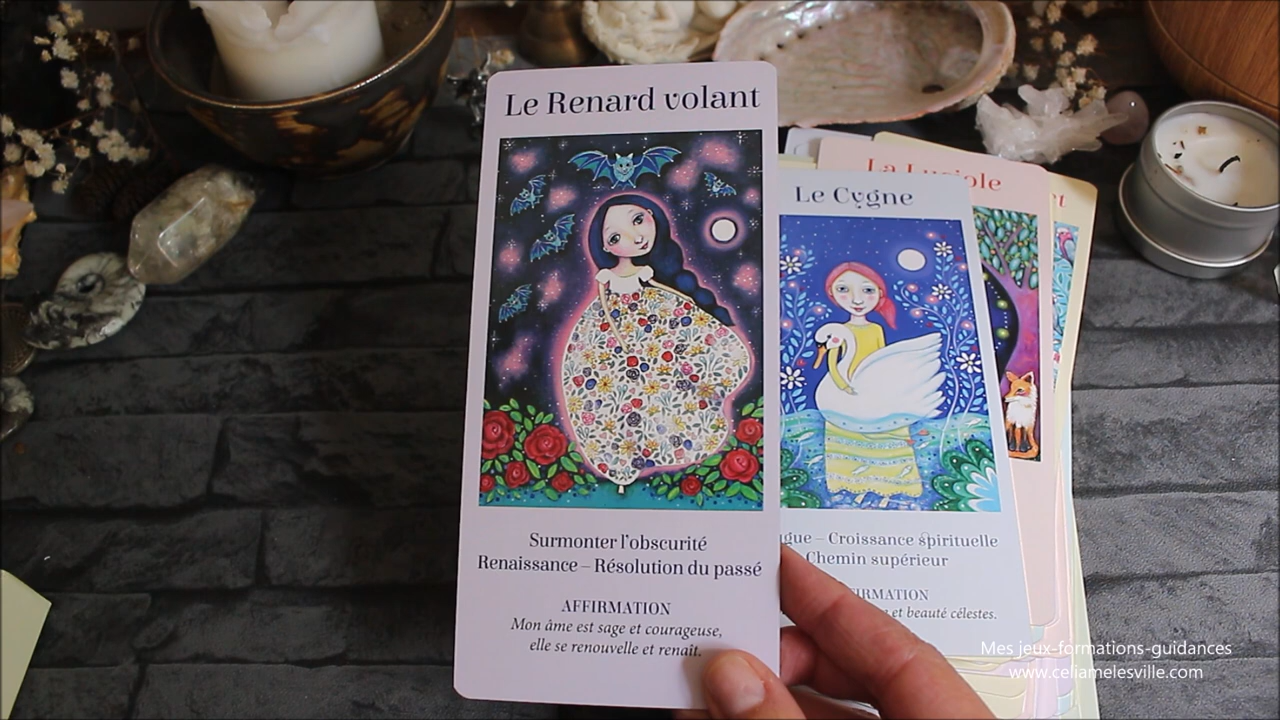 Le Renard volant
Surmonter l'obscurité
Renaissance – Résolution du passé
AFFIRMATION
Mon âme est sage et courageuse,
elle se renouvelle et renaît.
La Luciole
Le Cygne
– Croissance spirituelle
Chemin supérieur
et beauté célestes.
Mes jeux-formations-guidances
www.celiamelesville.com